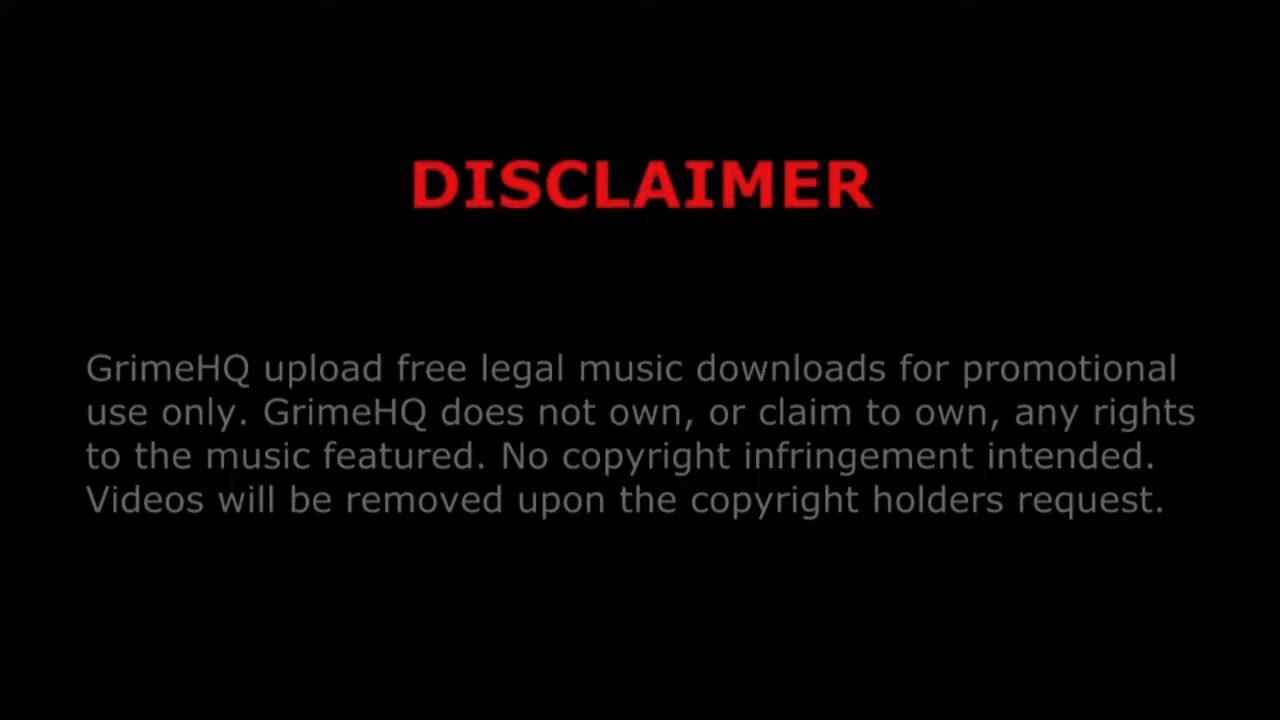 DISCLAIMER
GrimeHQ upload free legal music downloads for promotional
use only. GrimeHQ does not own, or claim to own, any rights
to the music featured. No copyright infringement intended.
Videos will be removed upon the copyright holders request.